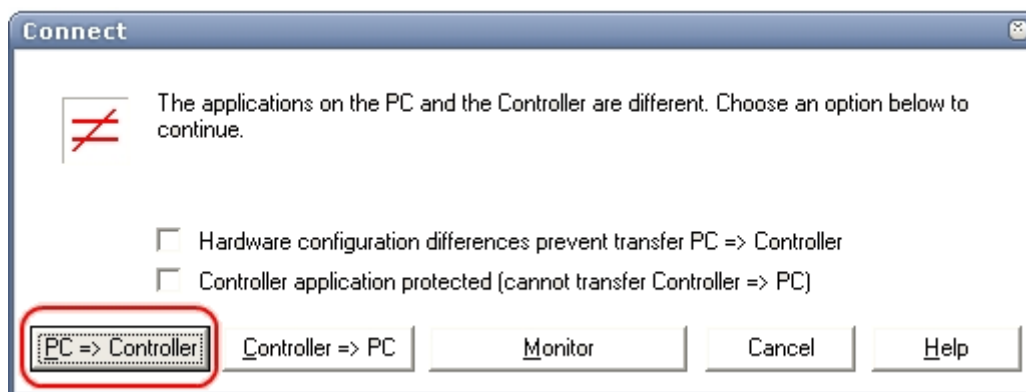 Connect
The applications on the PC and the Controller are different. Choose an option below to
continue.
Hardware configuration differences prevent transfer PC => Controller
Controller application protected (cannot transfer Controller => PC)
PC => Controller
Controller => PC
Monitor
Cancel
Help